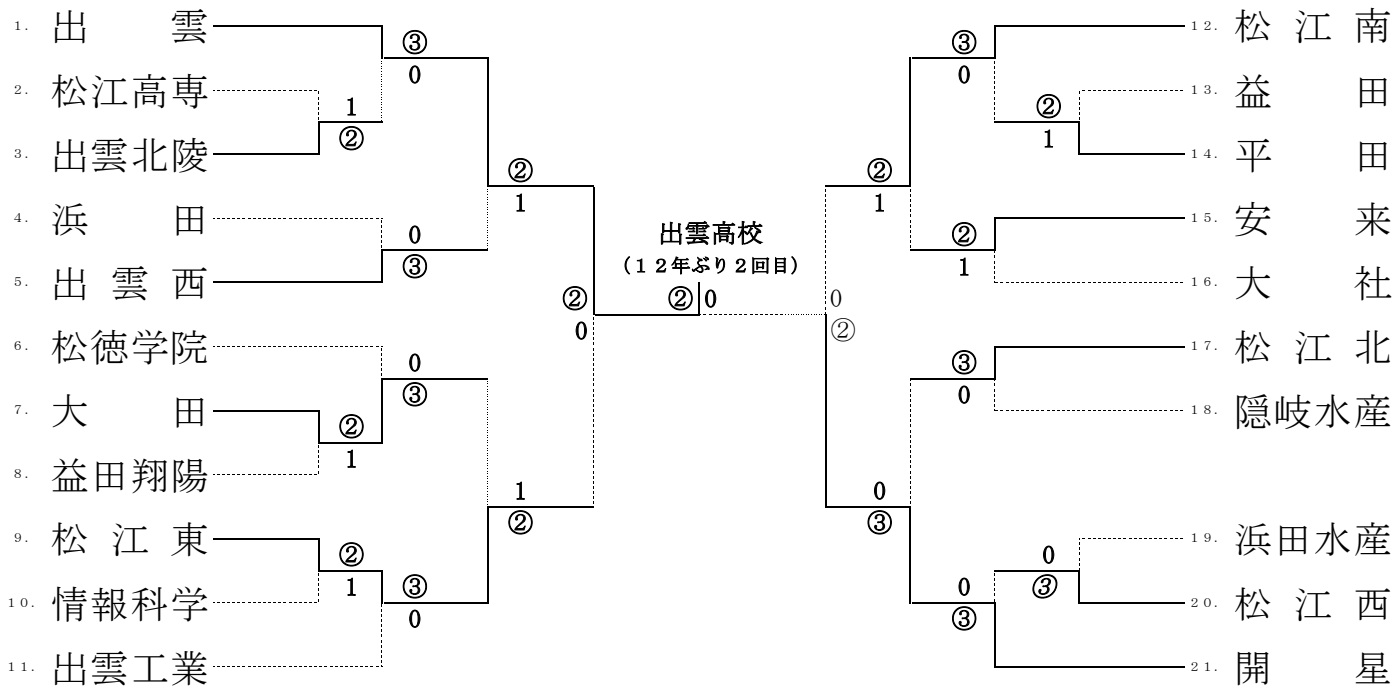 1. 出雲
2. 松江高専
3. 出雲北陵
4. 浜田
5. 出雲西
6. 松徳学院
7. 大田
8. 益田翔陽
9. 松江東
10. 情報科学
11. 出雲工業
③
0
1
②
0
③
0
③
②
1
②
1
③
0
②
1
1
②
②
0
出雲高校
(12年ぶり2回目)
② 0
0
②
②
1
0
③
③
0
②
1
②
1
③
0
0
③
0
③
12. 松江南
13. 益田
14. 平田
15. 安来
16. 大社
17. 松江北
18. 隠岐水産
19. 浜田水産
20. 松江西
21. 開星